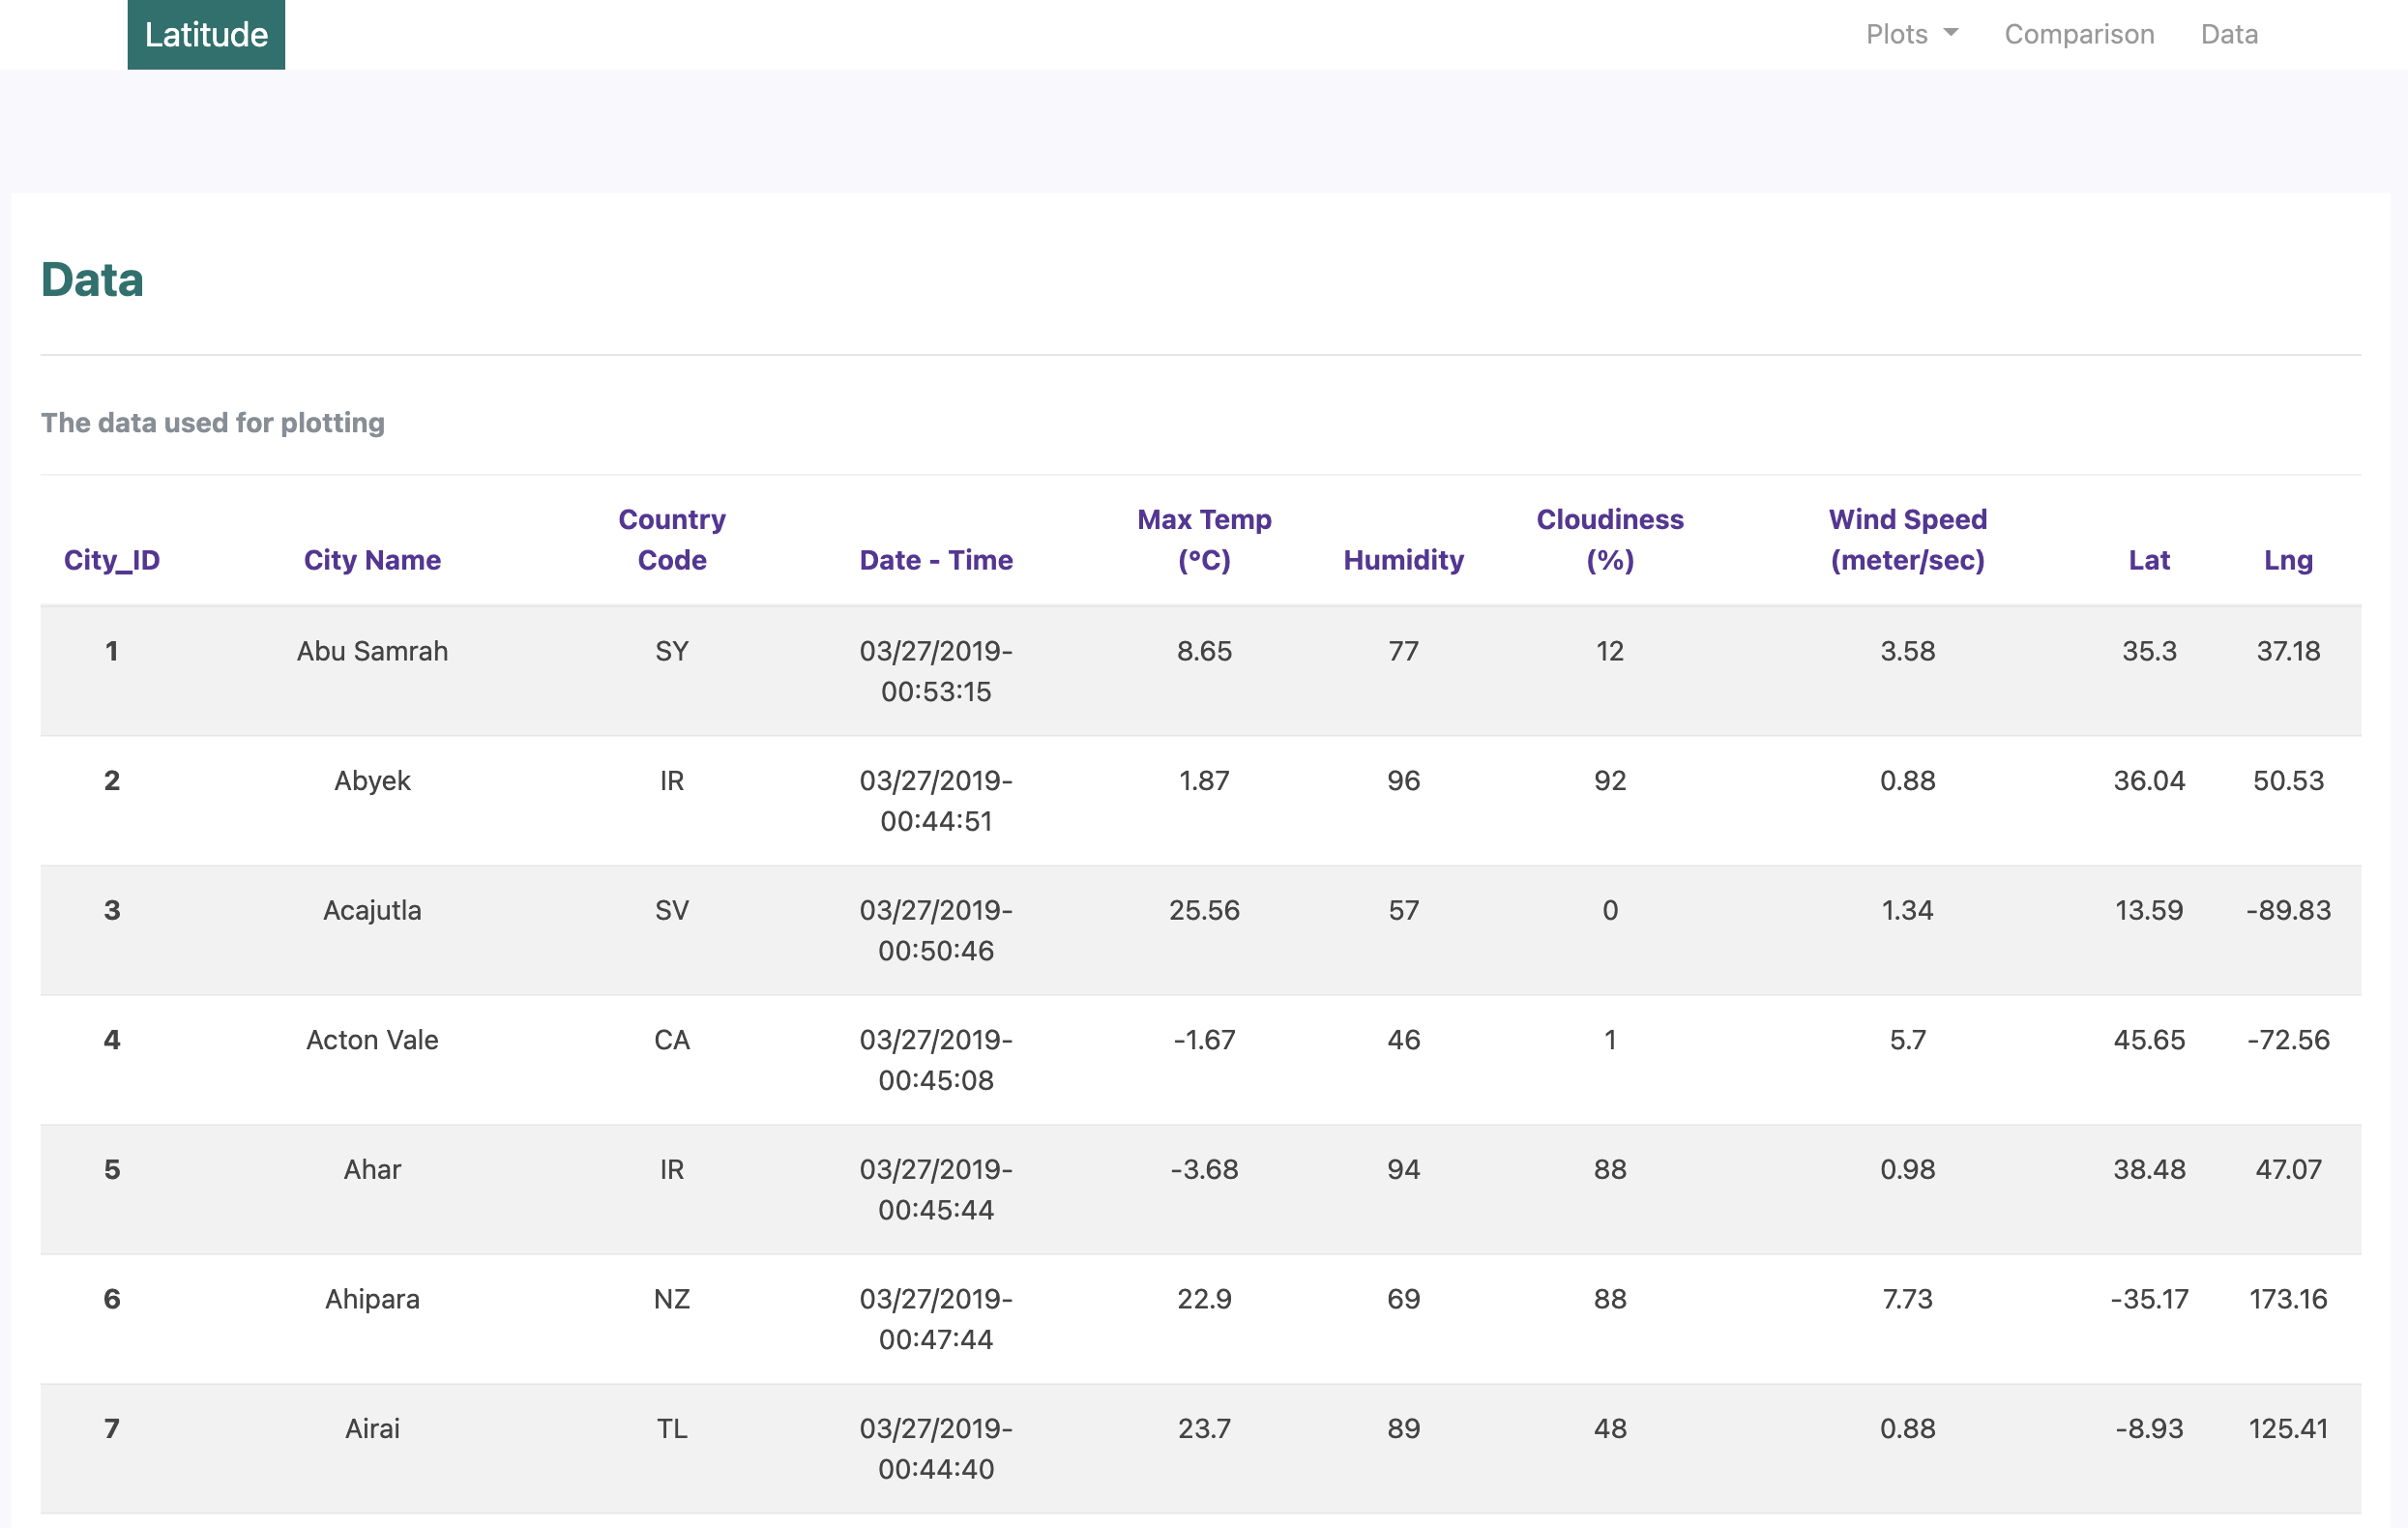 Latitude Plots Comparison Data
Data
The data used for plotting
City_ID City Name Country Code Date - Time Max Temp (°C) Humidity Cloudiness (%) Wind Speed (meter/sec) Lat Lng
1 Abu Samrah SY 03/27/2019-00:53:15 8.65 77 12 3.58 35.3 37.18
2 Abyek IR 03/27/2019-00:44:51 1.87 96 92 0.88 36.04 50.53
3 Acajutla SV 03/27/2019-00:50:46 25.56 57 0 1.34 13.59 -89.83
4 Acton Vale CA 03/27/2019-00:45:08 -1.67 46 1 5.7 45.65 -72.56
5 Ahar IR 03/27/2019-00:45:44 -3.68 94 88 0.98 38.48 47.07
6 Ahipara NZ 03/27/2019-00:47:44 22.9 69 88 7.73 -35.17 173.16
7 Airai TL 03/27/2019-00:44:40 23.7 89 48 0.88 -8.93 125.41